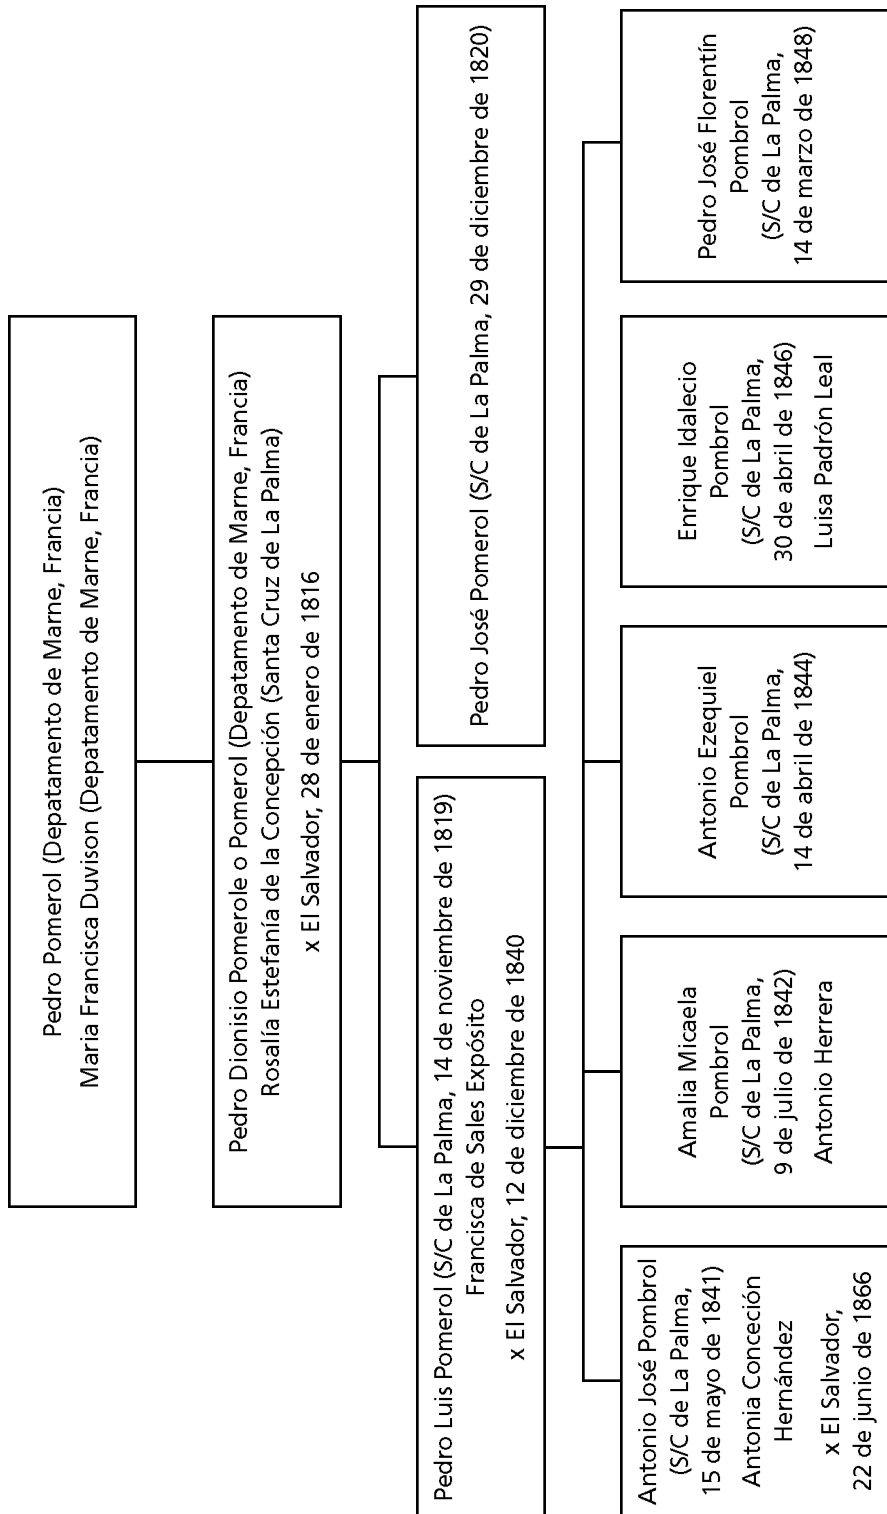 Pedro Pomerol (Depatamento de Marne, Francia)
Maria Francisca Duvison (Depatamento de Marne, Francia)
Pedro Dionisio Pomerole o Pomerol (Depatamento de Marne, Francia)
Rosalía Estefanía de la Concepción (Santa Cruz de La Palma)
x El Salvador, 28 de enero de 1816
Pedro Luis Pomerol (S/C de La Palma, 14 de noviembre de 1819)
Francisca de Sales Expósito
x El Salvador, 12 de diciembre de 1840
Pedro José Pomerol (S/C de La Palma, 29 de diciembre de 1820)
Antonio José Pombrol
(S/C de La Palma,
15 de mayo de 1841)
Antonia Conceción
Hernández
x El Salvador,
22 de junio de 1866
Amalia Micaela
Pombrol
(S/C de La Palma,
9 de julio de 1842)
Antonio Herrera
Antonio Ezequiel
Pombrol
(S/C de La Palma,
14 de abril de 1844)
Enrique Idalecio
Pombrol
(S/C de La Palma,
30 de abril de 1846)
Luisa Padrón Leal
Pedro José Florentín
Pombrol
(S/C de La Palma,
14 de marzo de 1848)